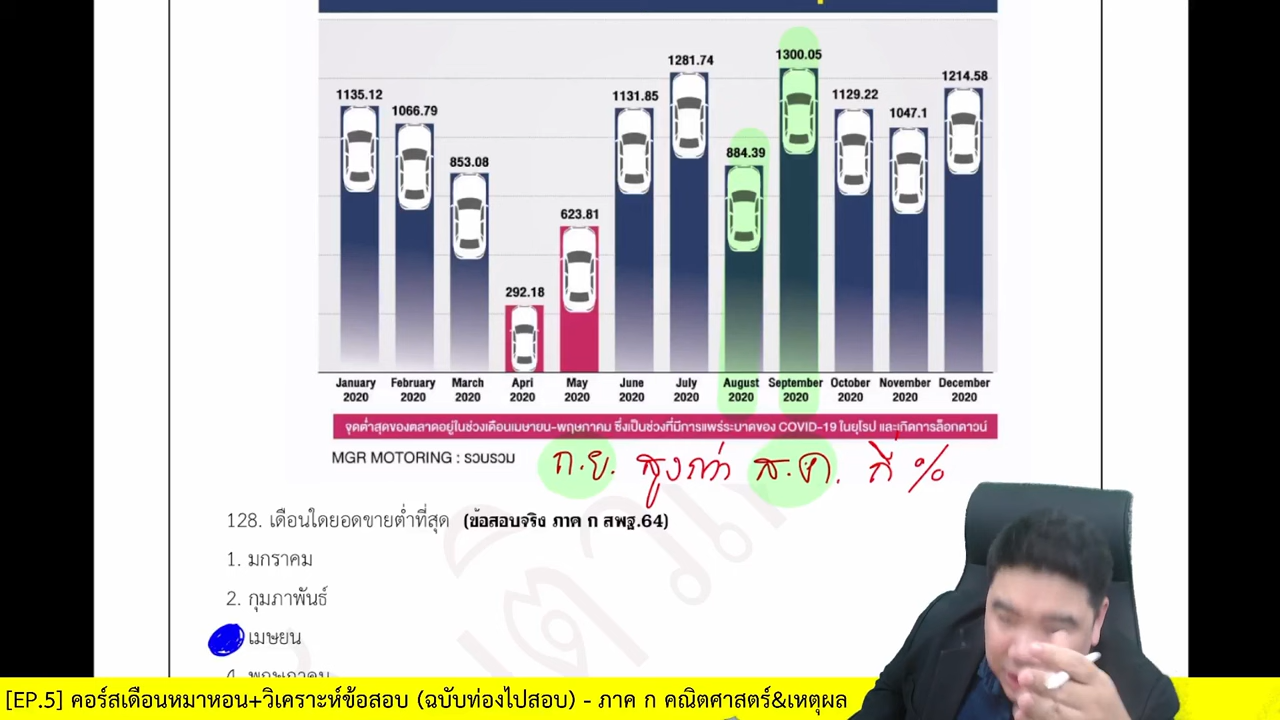 1135.12 1066.79 853.08 292.18 623.81 1131.85 1281.74 884.39 1300.05 1129.22 1047.1 1214.58
January February March Apri May June July August September October November December
2020 2020 2020 2020 2020 2020 2020 2020 2020 2020 2020 2020
จุดต่ำสุดของตลาดอยู่ในช่วงเดือนเมษายน-พฤษภาคม ซึ่งเป็นช่วงที่มีการแพร่ระบาดของ COVID-19 ในยุโรป และเกิดการล็อกดาวน์
MGR MOTORING : รวบรวม
ก.ย. สูงกว่า ส.ค. กี่ %
128. เดือนใดยอดขายต่ำที่สุด (ข้อสอบจริง ภาค ก สพฐ.64)
1. มกราคม
2. กุมภาพันธ์
เมษยน
4. พฤษภาคม
[EP.5] คอร์สเดือนหมาหอน+วิเคราะห์ข้อสอบ (ฉบับท่องไปสอบ) - ภาค ก คณิตศาสตร์&เหตุผล